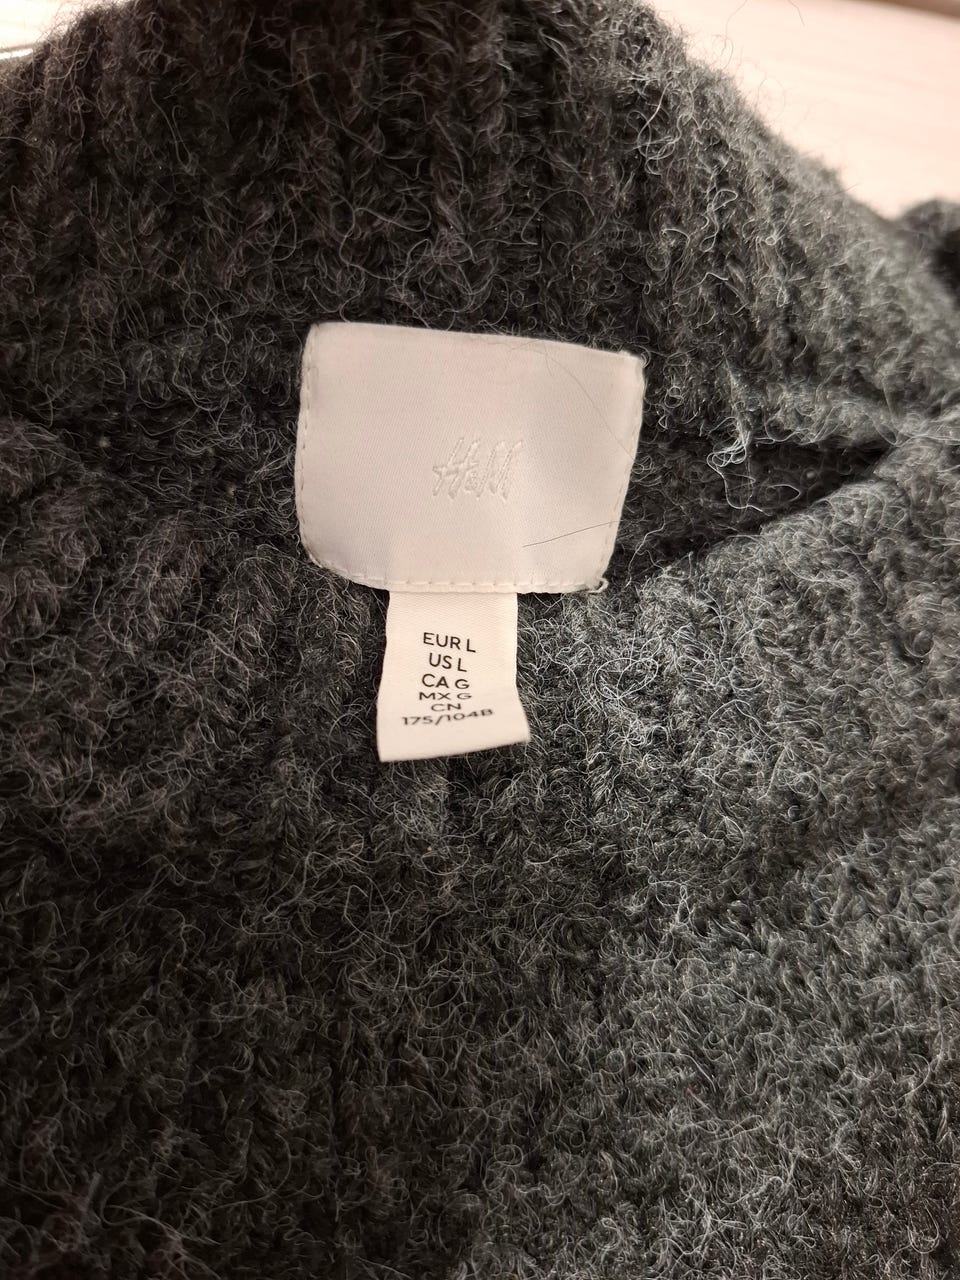 H&M
EUR L
US L
CA G
MX G
CN
175/104B